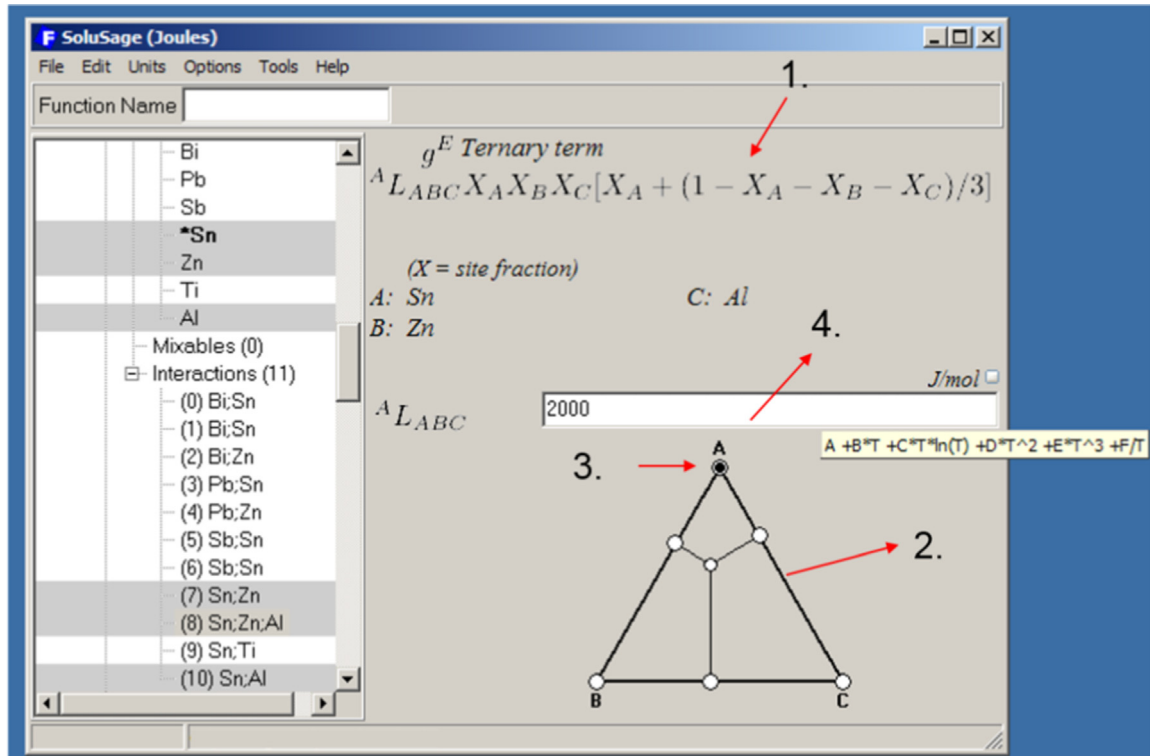 F SoluSage (Joules)
File Edit Units Options Tools Help
1.
Function Name
Bi
Pb
Sb
*Sn
Zn
Ti
Al
Mixables (0)
Interactions (11)
(0) Bi;Sn
(1) Bi;Sn
(2) Bi;Zn
(3) Pb;Sn
(4) Pb;Zn
(5) Sb;Sn
(6) Sb;Sn
(7) Sn;Zn
(8) Sn;Zn;Al
(9) Sn;Ti
(10) Sn;Al
g^E Ternary term
^A L_{ABC} X_A X_B X_C [X_A + (1 − X_A − X_B − X_C)/3]
(X = site fraction)
A: Sn C: Al
B: Zn
4.
J/mol
^A L_{ABC} 2000
A +B*T +C*T*ln(T) +D*T^2 +E*T^3 +F/T
A
3.
2.
B C